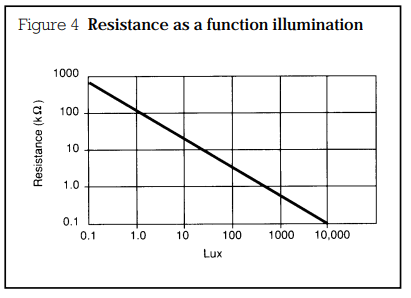 Figure 4 Resistance as a function illumination
1000
100
10
1.0
0.1
Resistance (kΩ)
0.1 1.0 10 100 1000 10,000
Lux